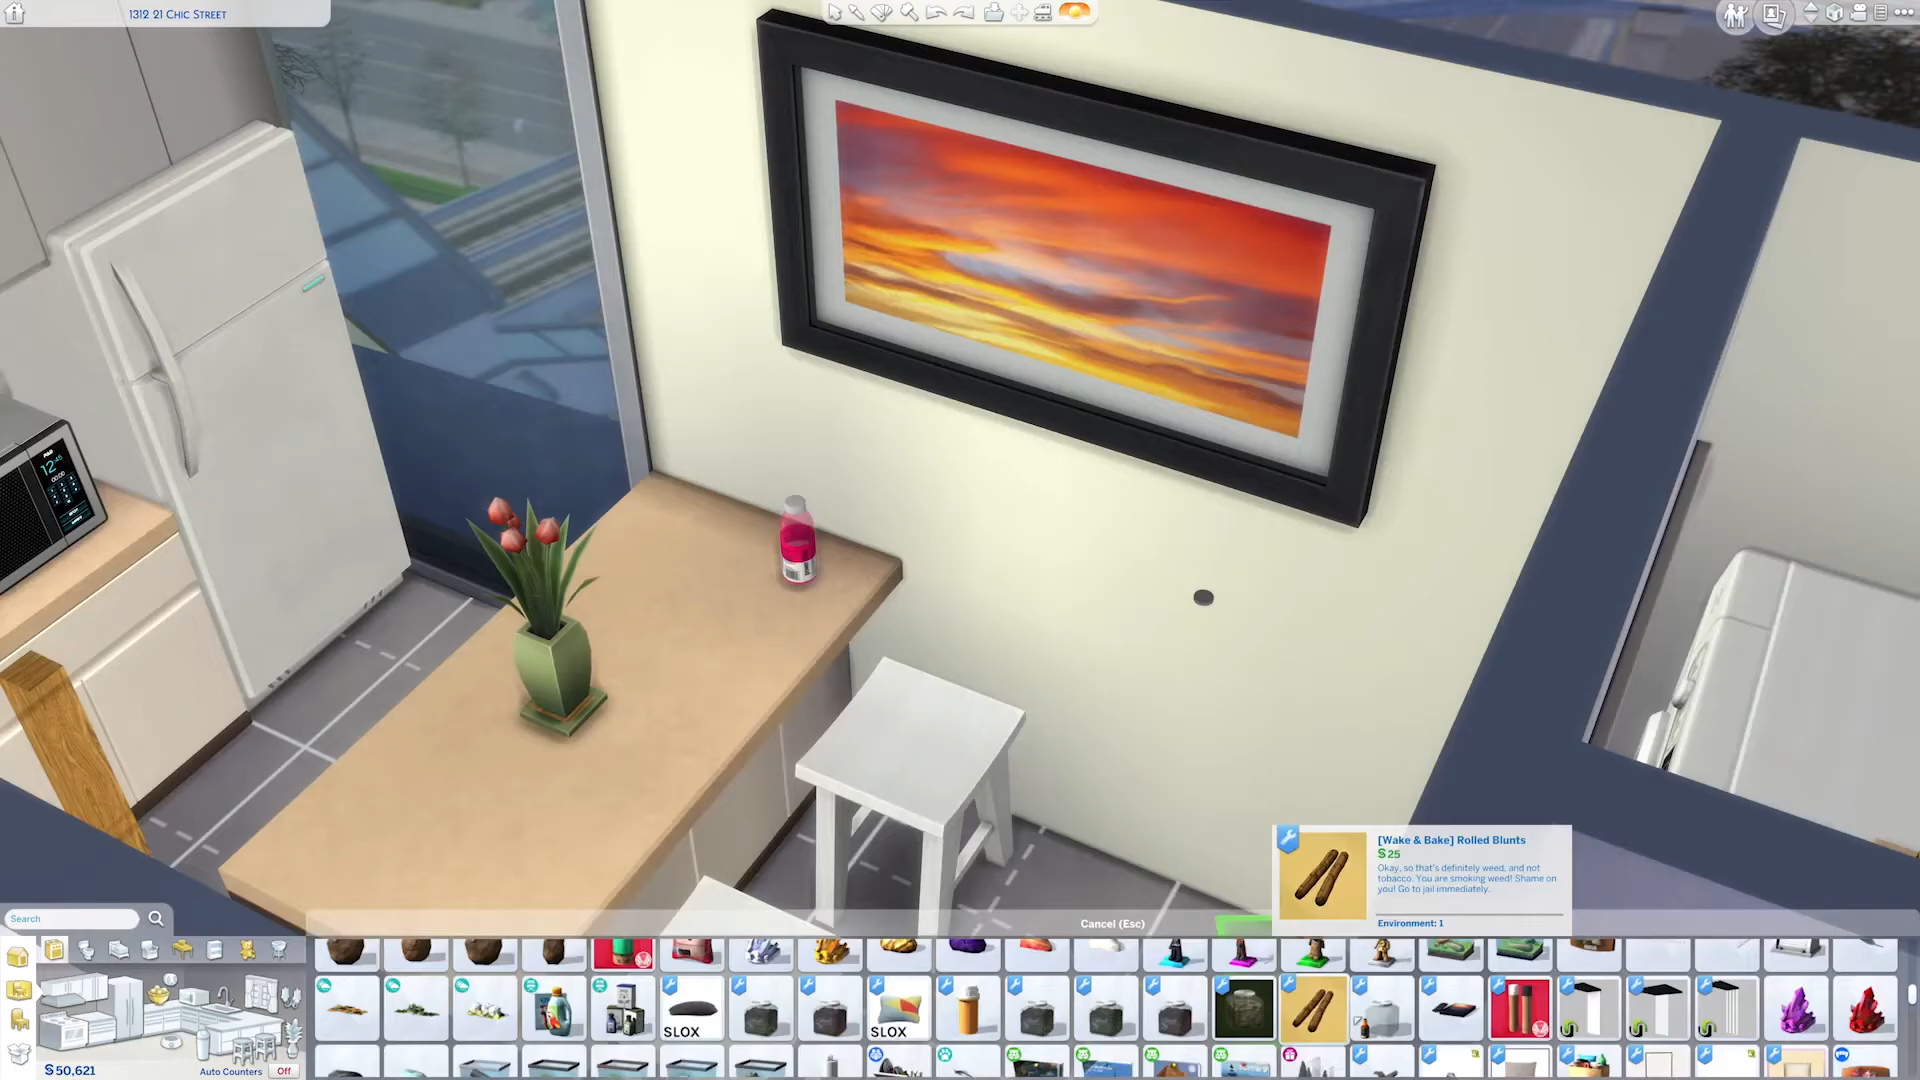 1312 21 Chic Street
12:45
[Wake & Bake] Rolled Blunts
§25
Okay, so that's definitely weed, and not
tobacco. You are smoking weed! Shame on
you! Go to jail immediately.
Environment: 1
Cancel (Esc)
Search
SLOX
SLOX
§50,621
Auto Counters
Off